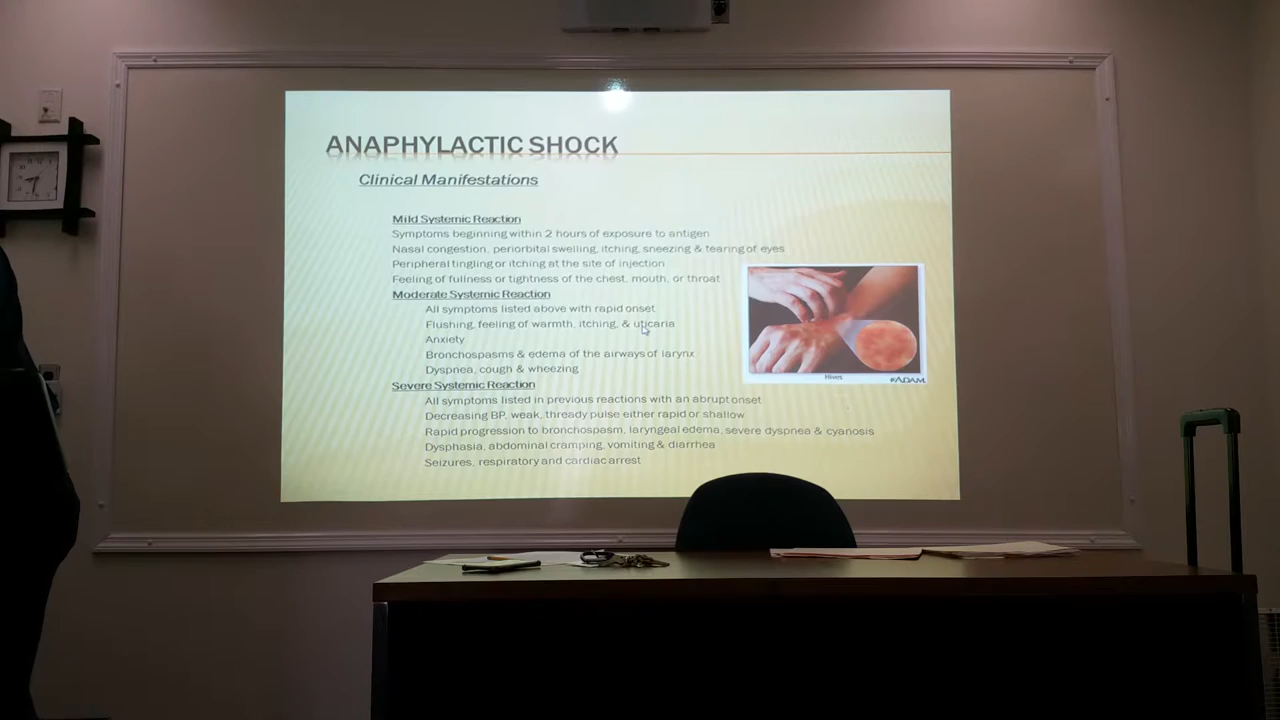 ANAPHYLACTIC SHOCK
Clinical Manifestations
Mild Systemic Reaction
Symptoms beginning within 2 hours of exposure to antigen
Nasal congestion, periorbital swelling, itching, sneezing & tearing of eyes
Peripheral tingling or itching at the site of injection
Feeling of fullness or tightness of the chest, mouth, or throat
Moderate Systemic Reaction
All symptoms listed above with rapid onset
Flushing, feeling of warmth, itching, & uticaria
Anxiety
Bronchospasms & edema of the airways of larynx
Dyspnea, cough & wheezing
Severe Systemic Reaction
All symptoms listed in previous reactions with an abrupt onset
Decreasing BP, weak, thready pulse either rapid or shallow
Rapid progression to bronchospasm, laryngeal edema, severe dyspnea & cyanosis
Dysphasia, abdominal cramping, vomiting & diarrhea
Seizures, respiratory and cardiac arrest
Hives
ADAM